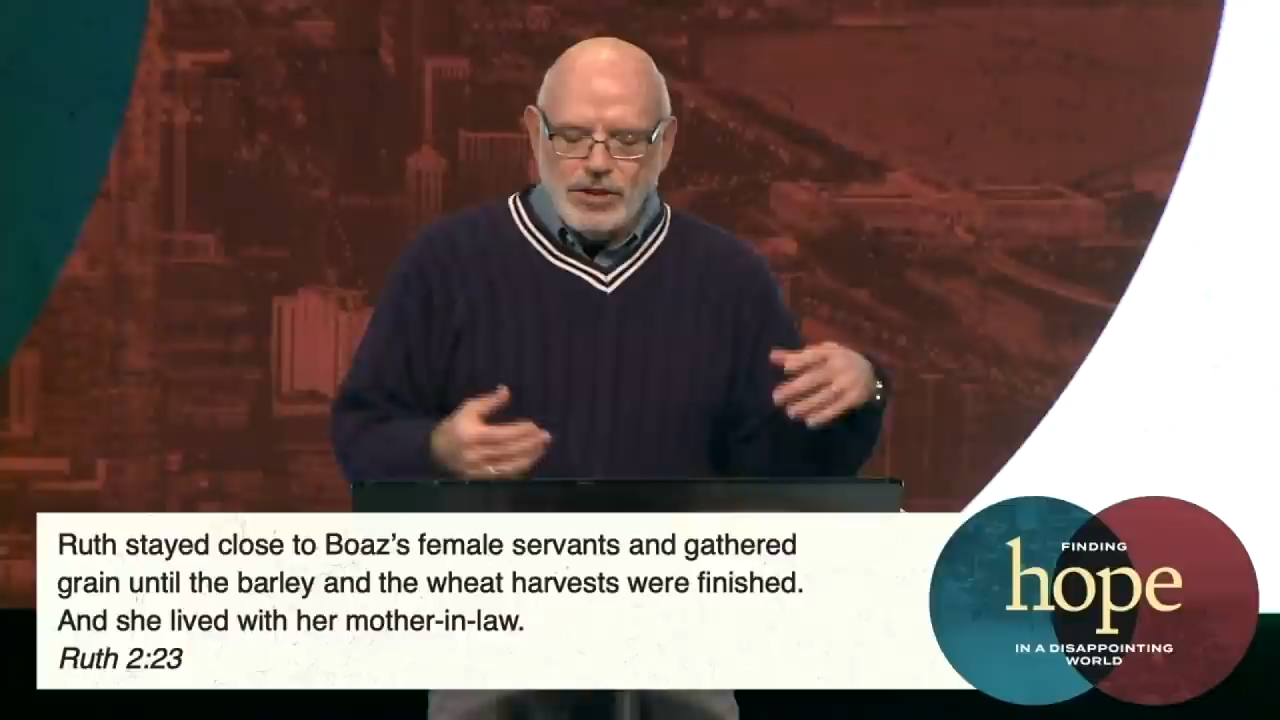 Ruth stayed close to Boaz’s female servants and gathered
grain until the barley and the wheat harvests were finished.
And she lived with her mother-in-law.
Ruth 2:23
FINDING
hope
IN A DISAPPOINTING
WORLD